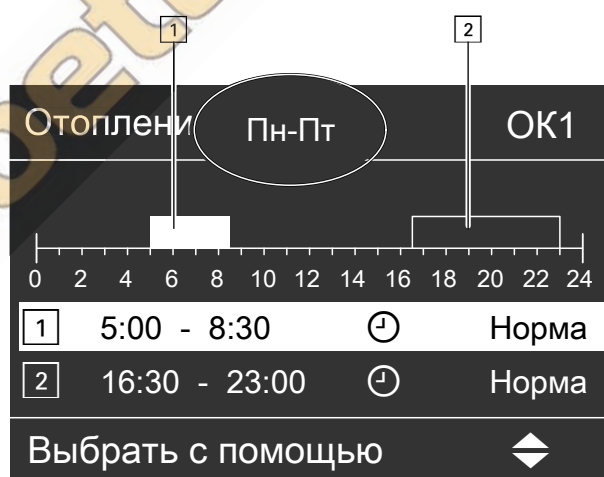 1 2
Отоплени Пн-Пт ОК1
0 2 4 6 8 10 12 14 16 18 20 22 24
1 5:00 - 8:30 Норма
2 16:30 - 23:00 Норма
Выбрать с помощью